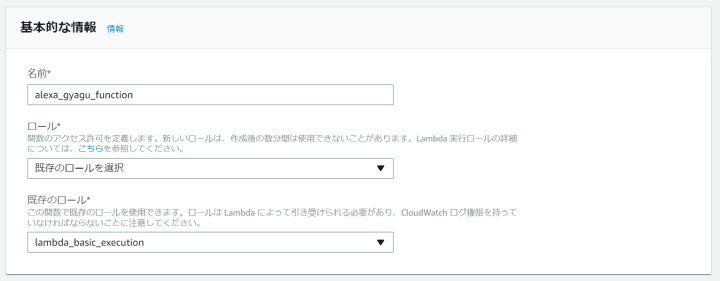 基本的な情報 情報
名前*
alexa_gyagu_function
ロール*
関数のアクセス許可を定義します。新しいロールは、作成後の数分間は使用できないことがあります。Lambda 実行ロールの詳細
については、こちらを参照してください。
既存のロールを選択
既存のロール*
この関数で既存のロールを使用できます。ロールは Lambda によって引き受けられる必要があり、CloudWatch ログ権限を持って
いなければならないことに注意してください。
lambda_basic_execution